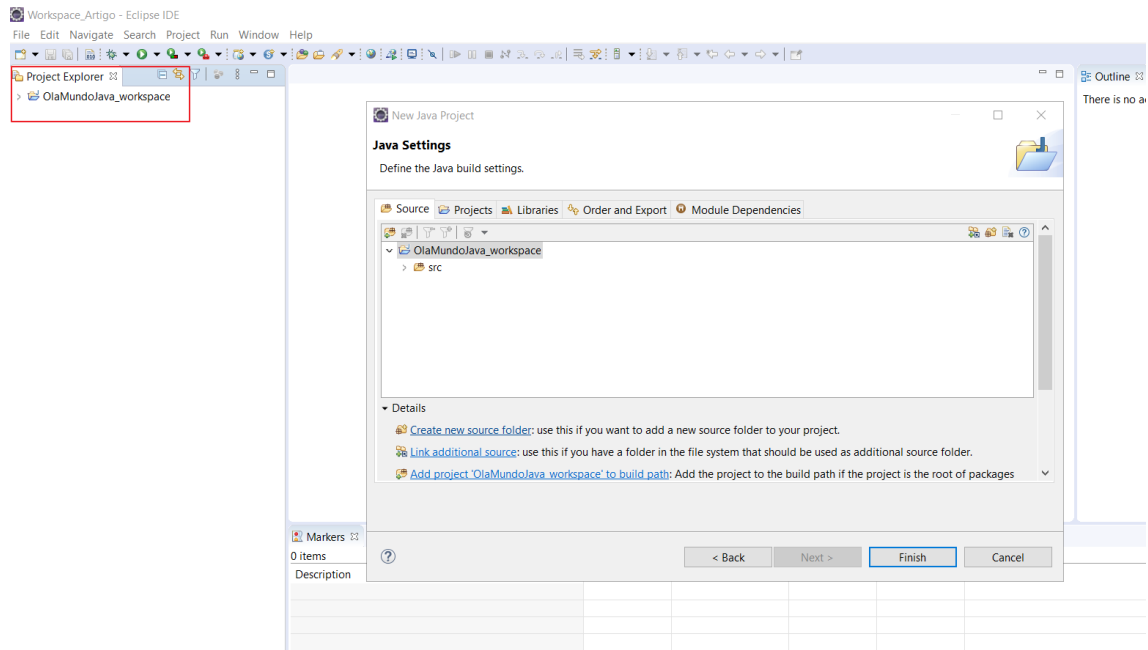 Workspace_Artigo - Eclipse IDE
File Edit Navigate Search Project Run Window Help
Project Explorer
OlaMundoJava_workspace
Outline
There is no a
New Java Project
Java Settings
Define the Java build settings.
Source Projects Libraries Order and Export Module Dependencies
OlaMundoJava_workspace
src
Details
Create new source folder: use this if you want to add a new source folder to your project.
Link additional source: use this if you have a folder in the file system that should be used as additional source folder.
Add project 'OlaMundoJava_workspace' to build path: Add the project to the build path if the project is the root of packages
< Back Next > Finish Cancel
Markers
0 items
Description